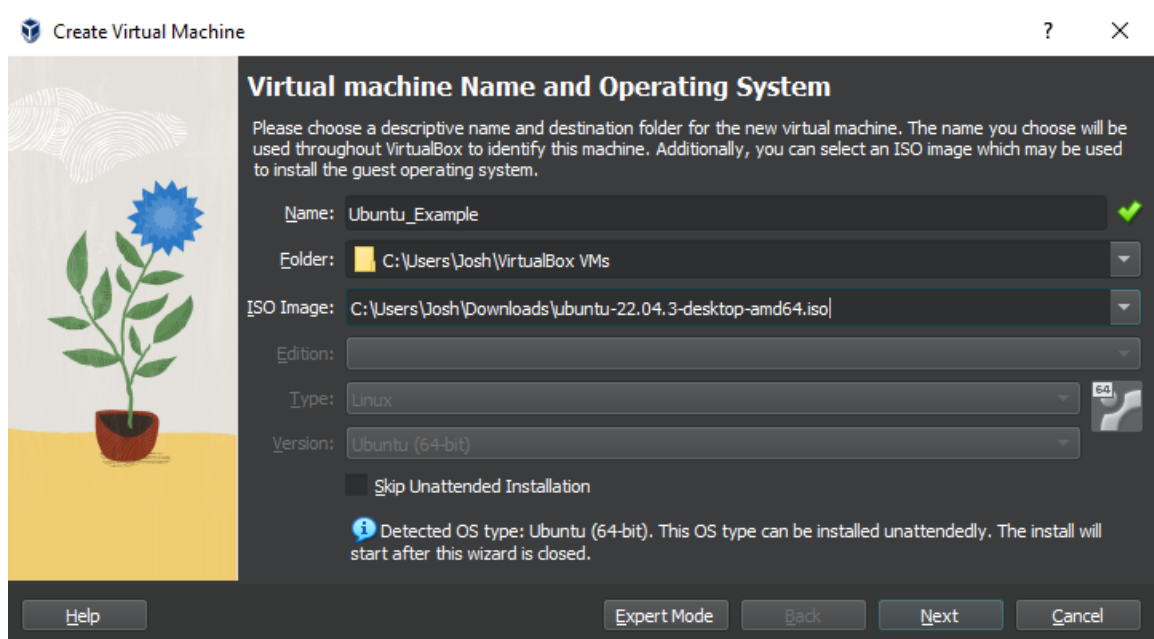 Create Virtual Machine
?
Virtual machine Name and Operating System
Please choose a descriptive name and destination folder for the new virtual machine. The name you choose will be
used throughout VirtualBox to identify this machine. Additionally, you can select an ISO image which may be used
to install the guest operating system.
Name: Ubuntu_Example
Folder: C:\Users\Josh\VirtualBox VMs
ISO Image: C:\Users\Josh\Downloads\ubuntu-22.04.3-desktop-amd64.iso
Edition:
Type: Linux
64
Version: Ubuntu (64-bit)
Skip Unattended Installation
Detected OS type: Ubuntu (64-bit). This OS type can be installed unattendedly. The install will
start after this wizard is closed.
Help Expert Mode Back Next Cancel